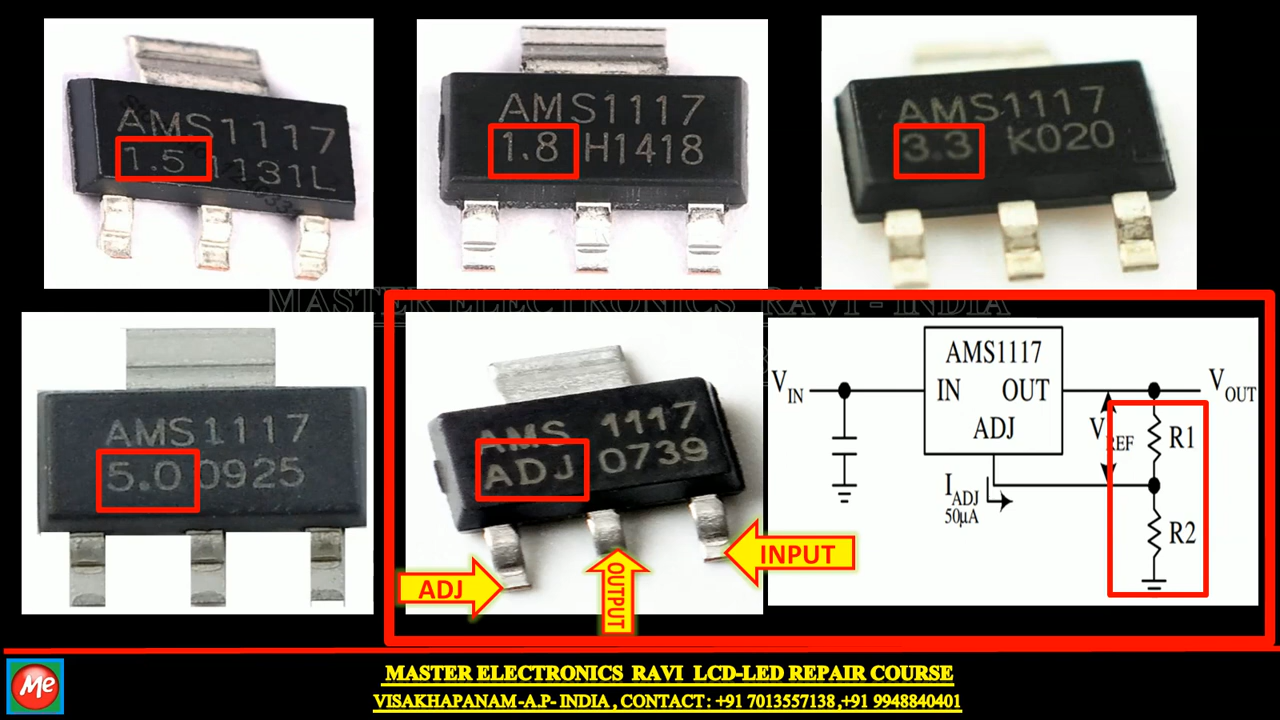 AMS1117
1.5 1131L
AMS1117
1.8 H1418
AMS1117
3.3 K020
MASTER ELECTRONICS RAVI - INDIA
AMS1117
5.0 0925
AMS 1117
ADJ 0739
ADJ
OUTPUT
INPUT
AMS1117
VIN
IN OUT
VOUT
ADJ
VREF
R1
IADJ
50µA
R2
Me
MASTER ELECTRONICS RAVI LCD-LED REPAIR COURSE
VISAKHAPANAM-A.P- INDIA , CONTACT : +91 7013557138 ,+91 9948840401